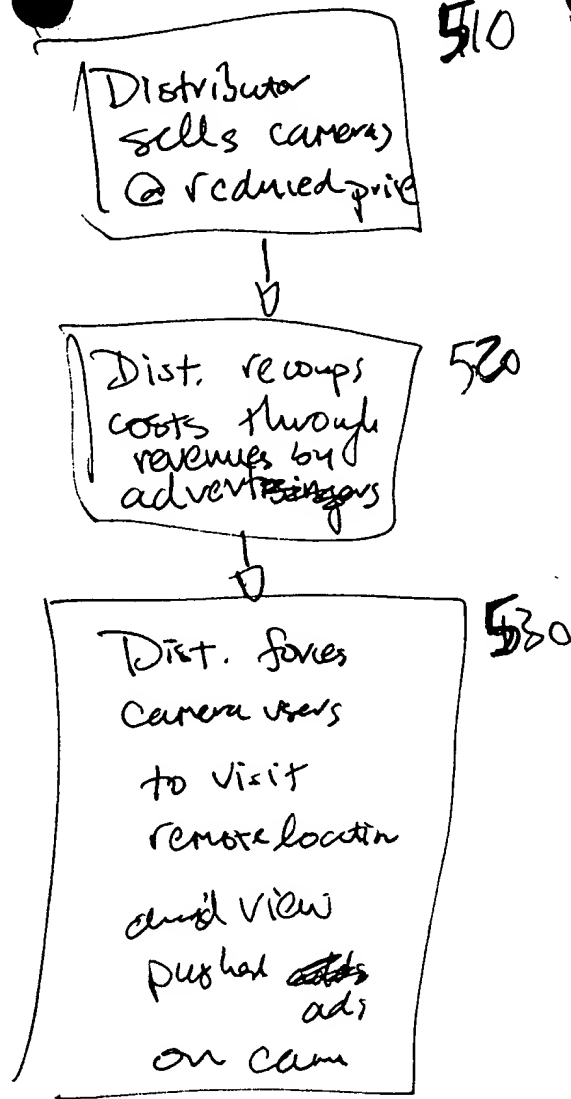 510
Distributor
sells cameras
@ reduced price
520
Dist. recoups
costs through
revenues by
advertisers
530
Dist. forces
camera users
to visit
remote location
and view
pushed
ads
on cam